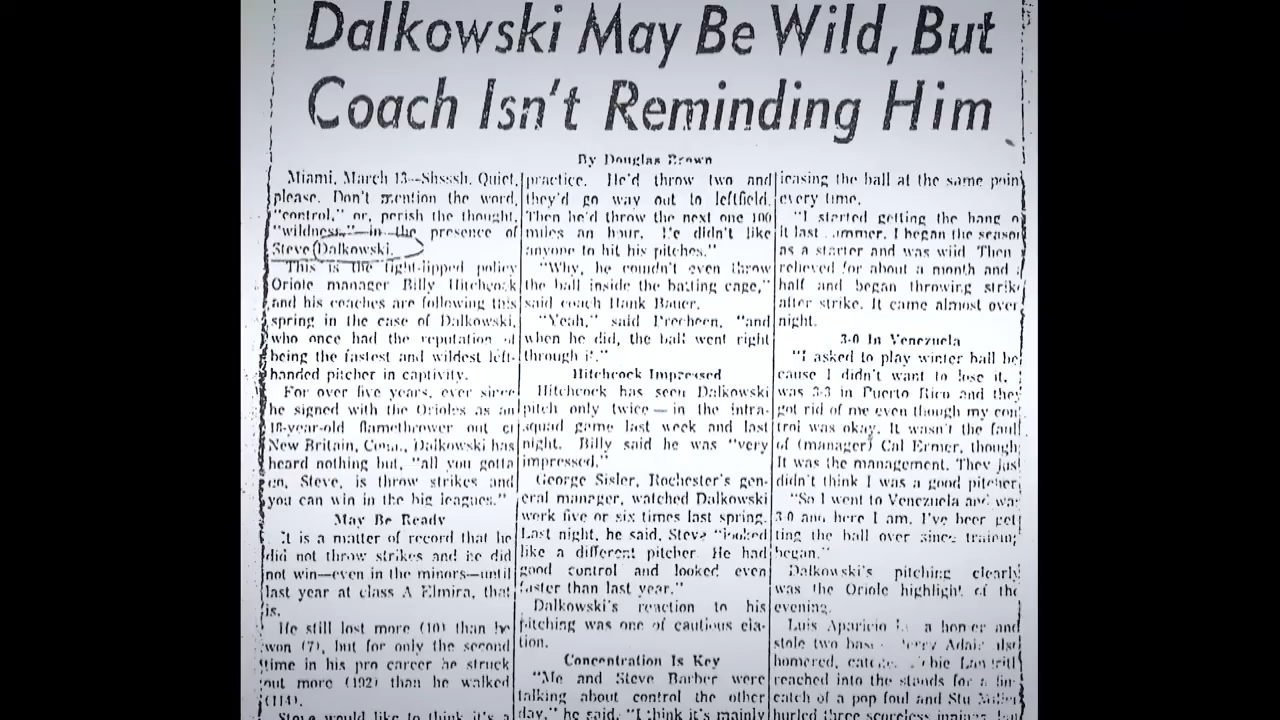 Dalkowski May Be Wild, But
Coach Isn't Reminding Him
By Douglas Brown
Miami, March 13—Shsssh. Quiet,
please. Don't mention the word,
"control," or, perish the thought,
"wildness," in the presence of
Steve Dalkowski.
This is the tight-lipped policy
Oriole manager Billy Hitchcock
and his coaches are following this
spring in the case of Dalkowski,
who once had the reputation of
being the fastest and wildest left-
handed pitcher in captivity.
For over five years, ever since
he signed with the Orioles as an
18-year-old flamethrower out of
New Britain, Conn., Dalkowski has
heard nothing but, "all you gotta
do, Steve, is throw strikes and
you can win in the big leagues."
May Be Ready
It is a matter of record that he
did not throw strikes and he did
not win—even in the minors—until
last year at class A Elmira, that
is.
He still lost more (10) than he
won (7), but for only the second
time in his pro career he struck
out more (192) than he walked
(114).
Steve would like to think it's a
practice. He'd throw two and
they'd go way out to leftfield.
Then he'd throw the next one 100
miles an hour. He didn't like
anyone to hit his pitches."
"Why, he couldn't even throw
the ball inside the batting cage,"
said coach Hank Bauer.
"Yeah," said Brecheen, "and
when he did, the ball went right
through it."
Hitchcock Impressed
Hitchcock has seen Dalkowski
pitch only twice — in the intra-
squad game last week and last
night. Billy said he was "very
impressed."
George Sisler, Rochester's gen-
eral manager, watched Dalkowski
work five or six times last spring.
Last night, he said, Steve "looked
like a different pitcher. He had
good control and looked even
faster than last year."
Dalkowski's reaction to his
pitching was one of cautious ela-
tion.
Concentration Is Key
"Me and Steve Barber were
talking about control the other
day," he said. "I think it's mainly
leasing the ball at the same poin
every time.
"I started getting the hang o
it last ummer. I began the season
as a starter and was wild Then
relieved for about a month and
half and began throwing strik
after strike. It came almost over
night.
3-0 In Venezuela
"I asked to play winter ball be
cause I didn't want to lose it.
was 3-3 in Puerto Rico and they
got rid of me even though my con
trol was okay. It wasn't the faul
of (manager) Cal Ermer, though
It was the management. They jus
didn't think I was a good pitcher
"So I went to Venezuela and wa
3-0 and here I am. I've been get
ting the ball over since training
began."
Dalkowski's pitching clearly
was the Oriole highlight of the
evening.
Luis Aparicio a homer and
stole two Adair also
homered,
reached into the stands for a
catch of a pop foul and Stu
hurled three scoreless innings